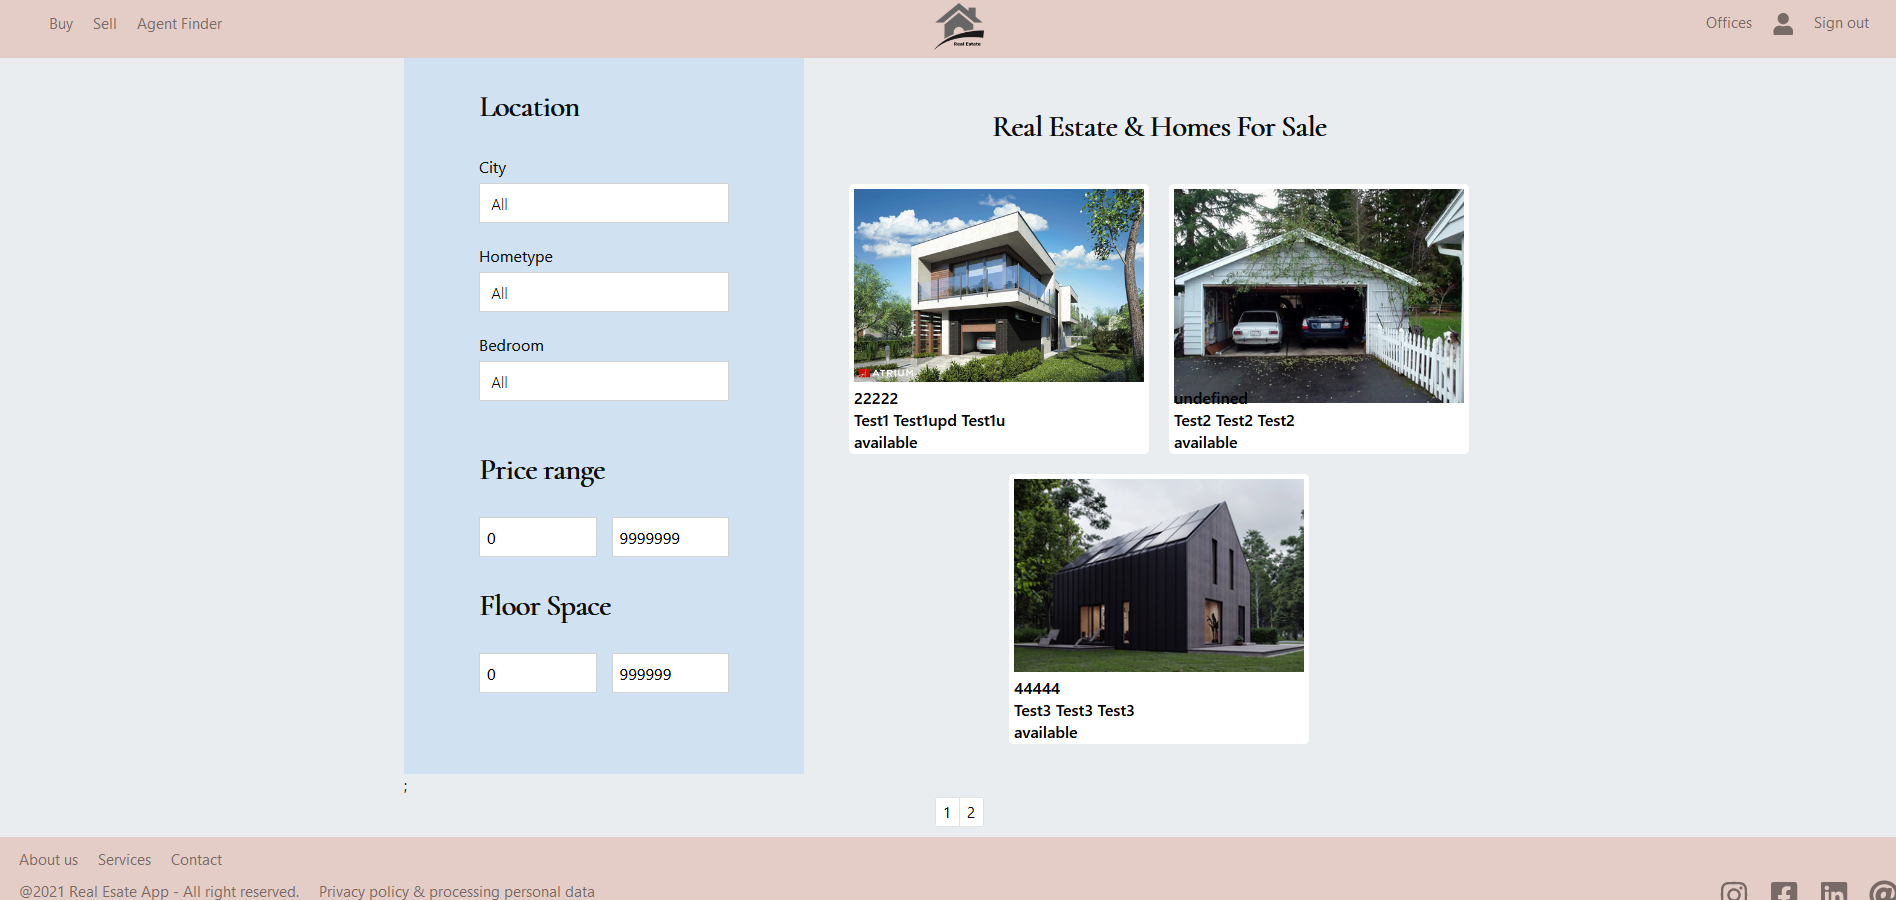 Buy Sell Agent Finder
Real Estate
Offices Sign out
Location
City
All
Hometype
All
Bedroom
All
Price range
0 9999999
Floor Space
0 999999
;
Real Estate & Homes For Sale
ATRIUM
22222
Test1 Test1upd Test1u
available
undefined
Test2 Test2 Test2
available
44444
Test3 Test3 Test3
available
1 2
About us Services Contact
@2021 Real Esate App - All right reserved. Privacy policy & processing personal data